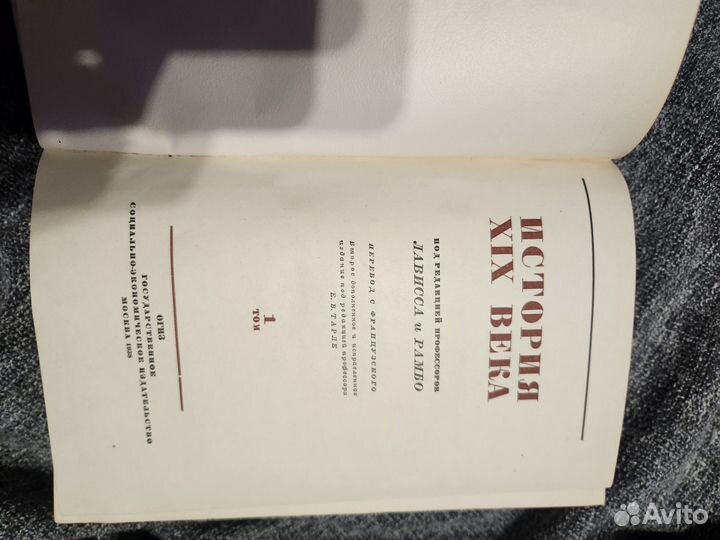 ИСТОРИЯ
XIX ВЕКА
ПОД РЕДАКЦИЕЙ ПРОФЕССОРОВ
ЛАВИССА и РАМБО
ПЕРЕВОД С ФРАНЦУЗСКОГО
Второе дополненное и исправленное
издание под редакцией профессора
Е. В. ТАРЛЕ
1
ТОМ
ОГИЗ
ГОСУДАРСТВЕННОЕ
СОЦИАЛЬНО-ЭКОНОМИЧЕСКОЕ ИЗДАТЕЛЬСТВО
МОСКВА 1938
Avito